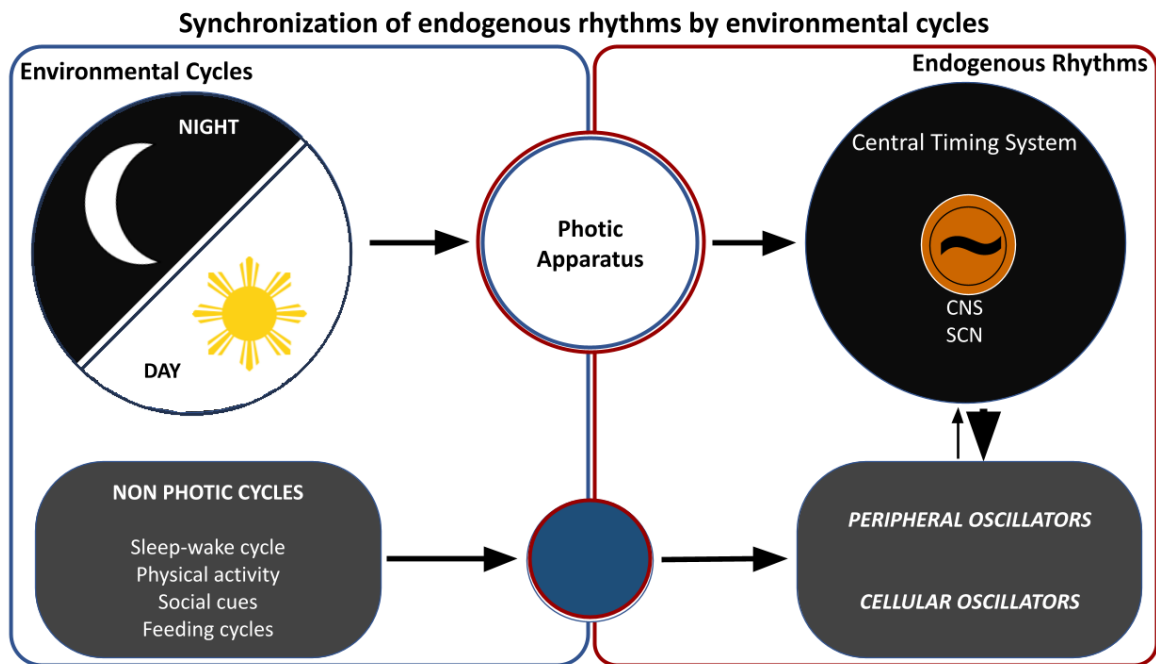 Synchronization of endogenous rhythms by environmental cycles
Environmental Cycles
NIGHT
DAY
NON PHOTIC CYCLES
Sleep-wake cycle
Physical activity
Social cues
Feeding cycles
Photic
Apparatus
Endogenous Rhythms
Central Timing System
CNS
SCN
PERIPHERAL OSCILLATORS
CELLULAR OSCILLATORS